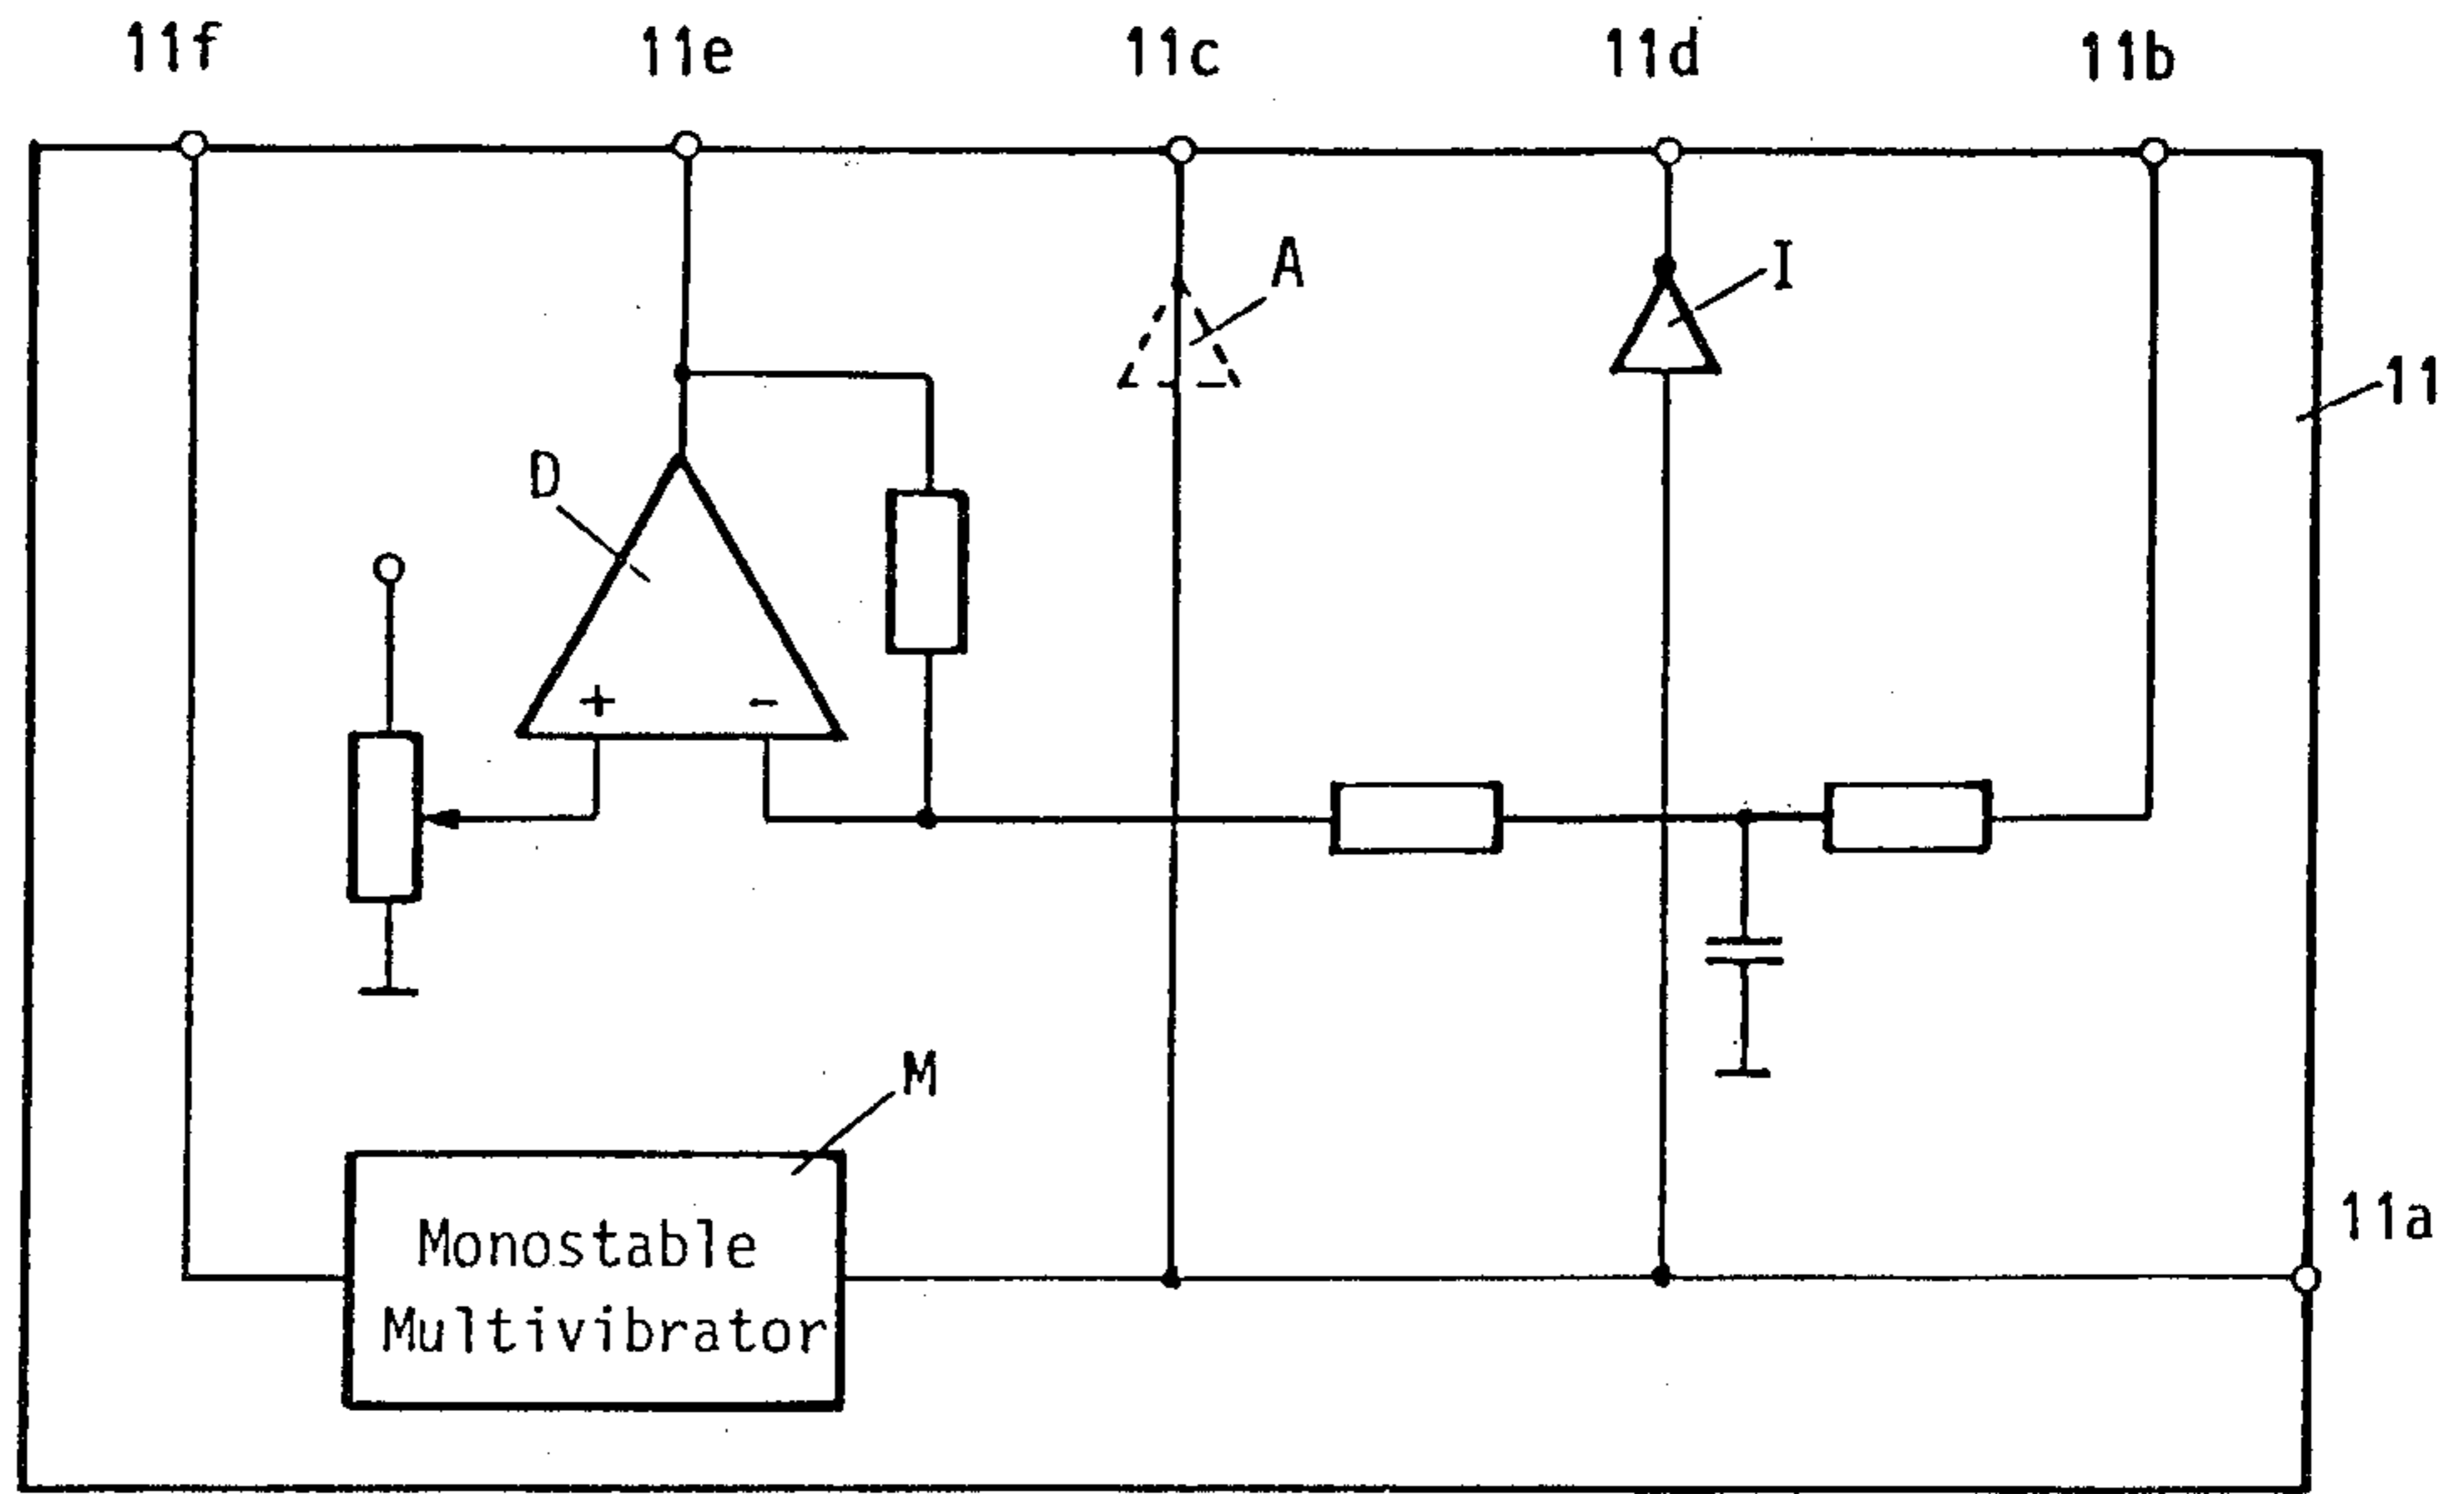 11f
11e
11c
11d
11b
A
I
11
D
+
-
M
Monostable
Multivibrator
11a